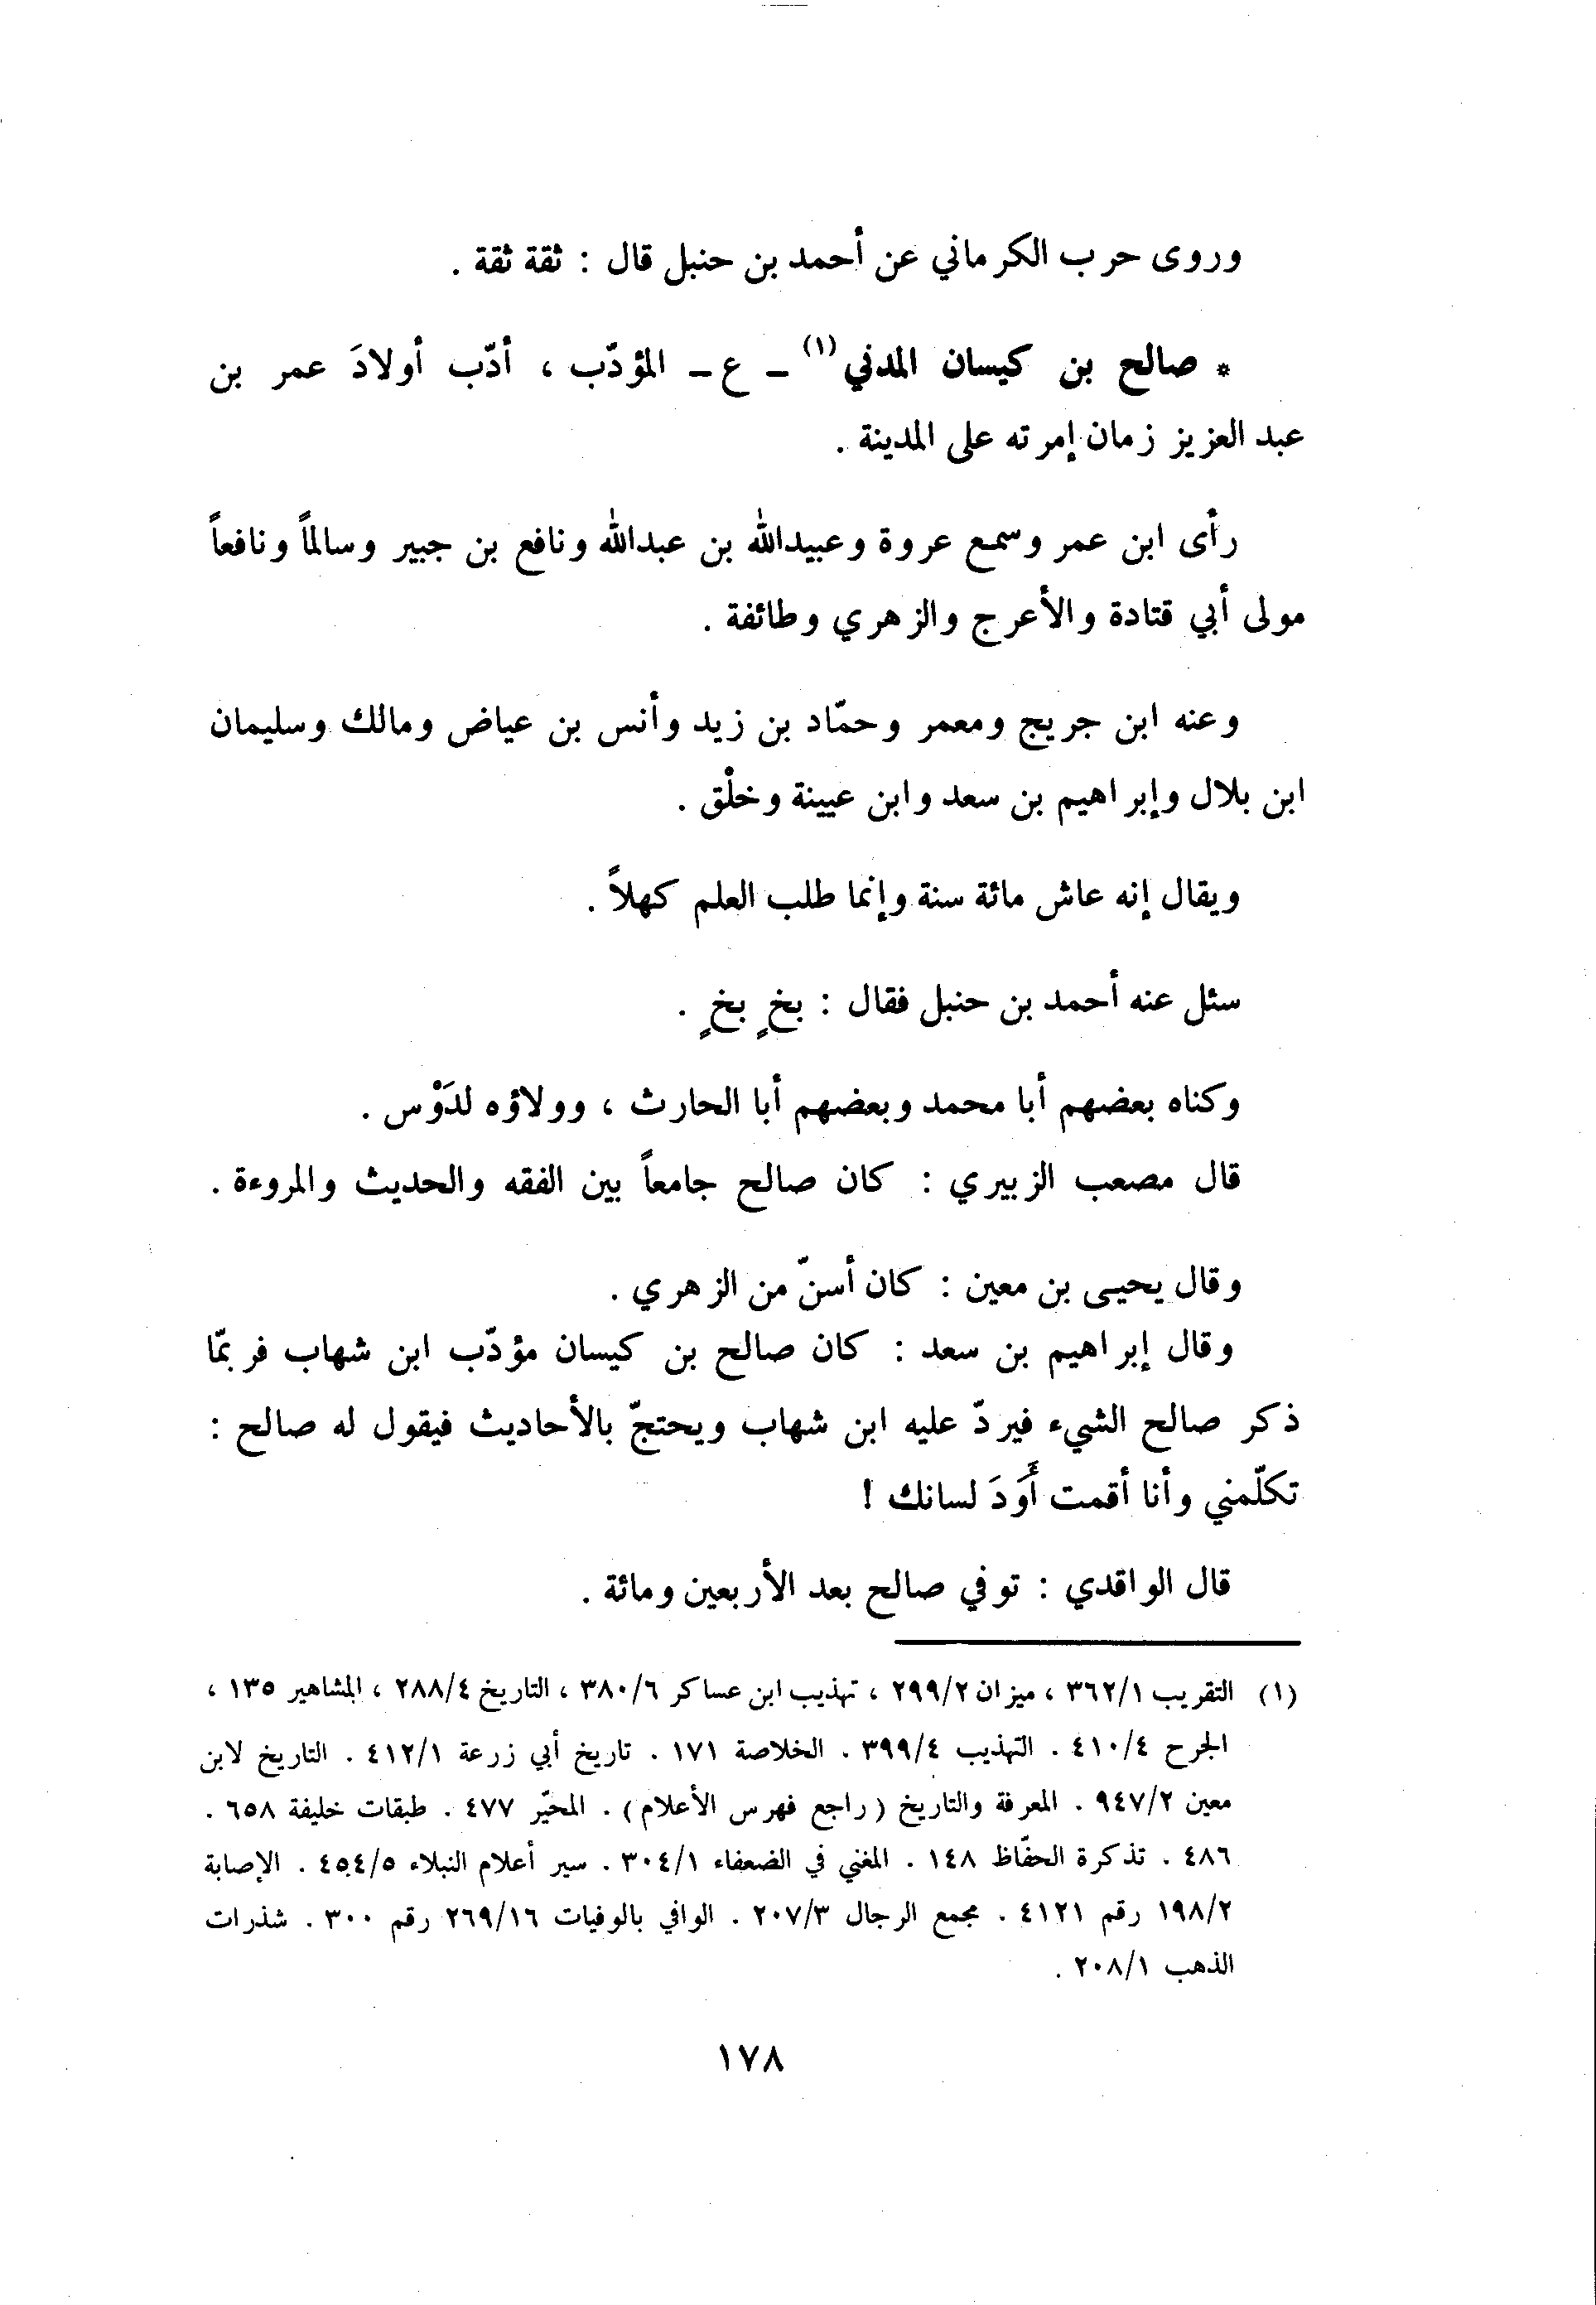 وروى حرب الكرماني عن أحمد بن حنبل قال : ثقة ثقة .
* صالح بن كيسان المدني (١) ـ ع ـ المؤدّب ، أدّب أولادَ عمر بن
عبد العزيز زمان إمرته على المدينة .
رأى ابن عمر وسمع عروة وعبيدالله بن عبدالله ونافع بن جبير وسالماً ونافعاً
مولى أبي قتادة والأعرج والزهري وطائفة .
وعنه ابن جريج ومعمر وحمّاد بن زيد وأنس بن عياض ومالك وسليمان
ابن بلال وإبراهيم بن سعد وابن عيينة وخلْق .
ويقال إنه عاش مائة سنة وإنما طلب العلم كهلاً .
سئل عنه أحمد بن حنبل فقال : بخٍ بخٍ .
وكناه بعضهم أبا محمد وبعضهم أبا الحارث ، وولاؤه لدَوْس .
قال مصعب الزبيري : كان صالح جامعاً بين الفقه والحديث والمروءة .
وقال يحيى بن معين : كان أسنّ من الزهري .
وقال إبراهيم بن سعد : كان صالح بن كيسان مؤدّب ابن شهاب فربمّا
ذكر صالح الشيء فيردّ عليه ابن شهاب ويحتجّ بالأحاديث فيقول له صالح :
تكلّمني وأنا أقمت أَوَدَ لسانك !
قال الواقدي : توفي صالح بعد الأربعين ومائة .
(١) التقريب ٣٦٢/١ ، ميزان ٢٩٩/٢ ، تهذيب ابن عساكر ٣٨٠/٦ ، التاريخ ٢٨٨/٤ ، المشاهير ١٣٥ ،
الجرح ٤١٠/٤ . التهذيب ٣٩٩/٤ . الخلاصة ١٧١ . تاريخ أبي زرعة ٤١٢/١ . التاريخ لابن
معين ٩٤٧/٢ . المعرفة والتاريخ ( راجع فهرس الأعلام ) . المحيّر ٤٧٧ . طبقات خليفة ٦٥٨ .
٤٨٦ . تذكرة الحفّاظ ١٤٨ . المغني في الضعفاء ٣٠٤/١ . سير أعلام النبلاء ٤٥٤/٥ . الإصابة
١٩٨/٢ رقم ٤١٢١ . مجمع الرجال ٢٠٧/٣ . الوافي بالوفيات ٢٦٩/١٦ رقم ٣٠٠ . شذرات
الذهب ٢٠٨/١ .
١٧٨